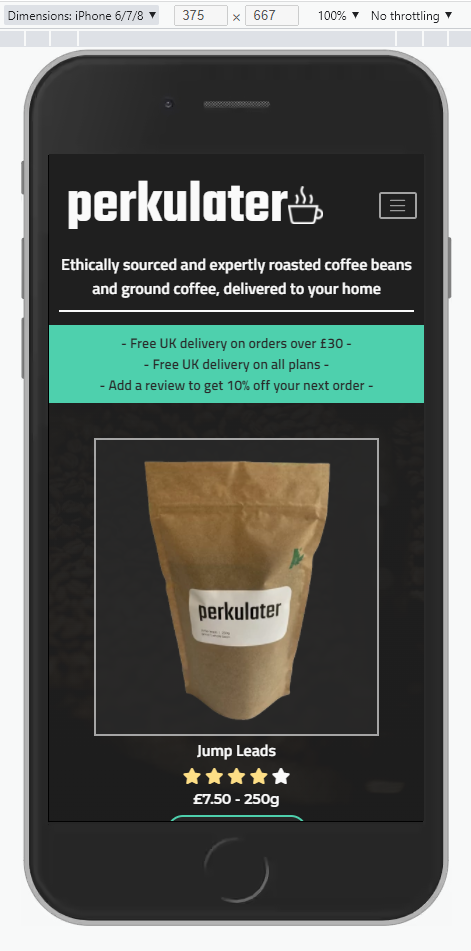 Dimensions: iPhone 6/7/8 ▼ 375 × 667 100% ▼ No throttling ▼
perkulater
Ethically sourced and expertly roasted coffee beans
and ground coffee, delivered to your home
- Free UK delivery on orders over £30 -
- Free UK delivery on all plans -
- Add a review to get 10% off your next order -
perkulater
Jump Leads
£7.50 - 250g